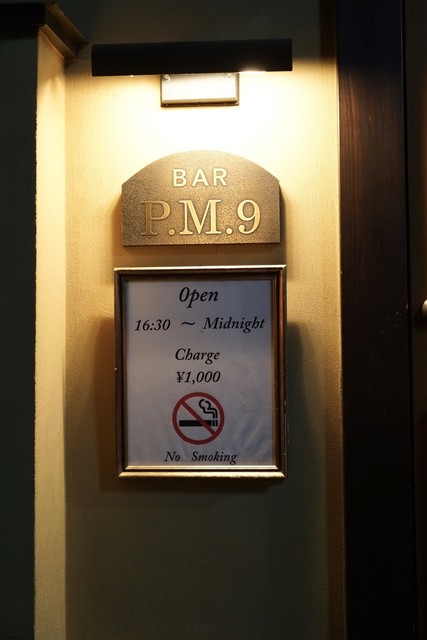 BAR
P.M.9
Open
16:30 ～ Midnight
Charge
¥1,000
No Smoking